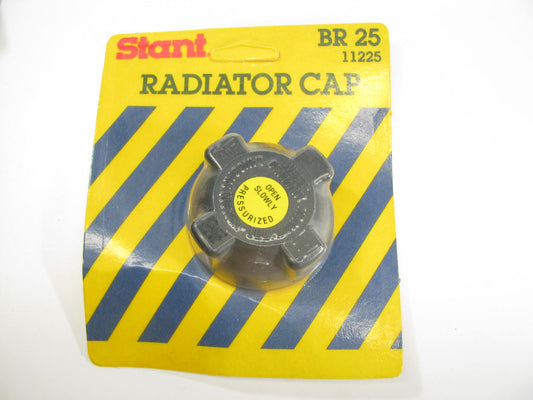 Stant BR 25
11225
RADIATOR CAP
OPEN
SLOWLY
PRESSURIZED